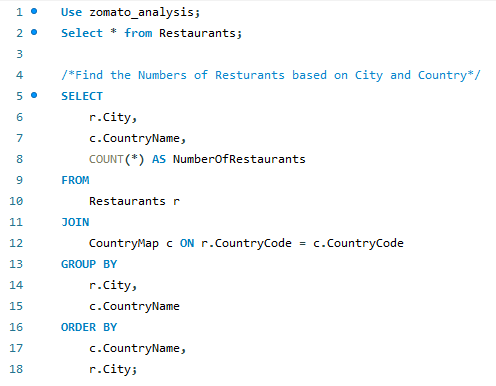 1 Use zomato_analysis;
2 Select * from Restaurants;
3
4 /*Find the Numbers of Resturants based on City and Country*/
5 SELECT
6 r.City,
7 c.CountryName,
8 COUNT(*) AS NumberOfRestaurants
9 FROM
10 Restaurants r
11 JOIN
12 CountryMap c ON r.CountryCode = c.CountryCode
13 GROUP BY
14 r.City,
15 c.CountryName
16 ORDER BY
17 c.CountryName,
18 r.City;